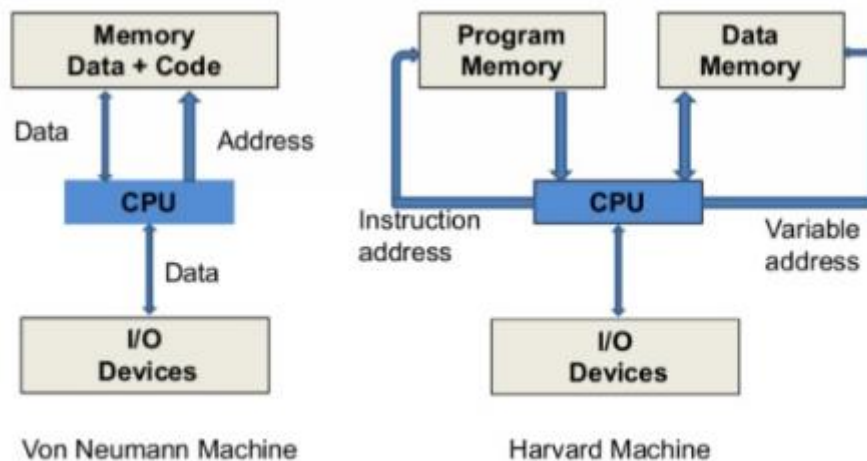 Memory
Data + Code
Data
Address
CPU
Data
I/O
Devices
Von Neumann Machine
Program
Memory
Data
Memory
CPU
Instruction
address
Variable
address
I/O
Devices
Harvard Machine